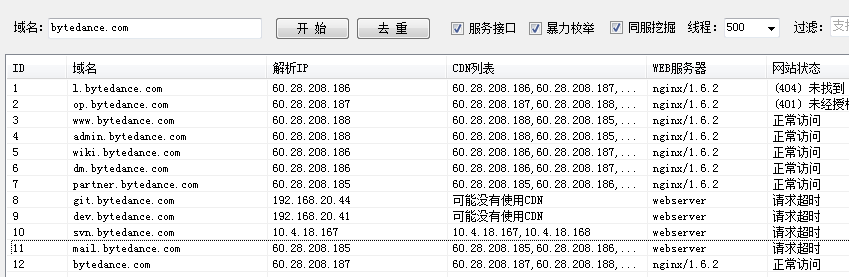 域名: bytedance.com 开 始 去 重 服务接口 暴力枚举 同服挖掘 线程: 500 过滤:
ID 域名 解析IP CDN列表 WEB服务器 网站状态
1 l.bytedance.com 60.28.208.186 60.28.208.186,60.28.208.187,... nginx/1.6.2 (404) 未找到
2 op.bytedance.com 60.28.208.187 60.28.208.187,60.28.208.188,... nginx/1.6.2 (401) 未经授
3 www.bytedance.com 60.28.208.188 60.28.208.188,60.28.208.185,... nginx/1.6.2 正常访问
4 admin.bytedance.com 60.28.208.188 60.28.208.188,60.28.208.185,... nginx/1.6.2 正常访问
5 wiki.bytedance.com 60.28.208.186 60.28.208.186,60.28.208.187,... nginx/1.6.2 正常访问
6 dm.bytedance.com 60.28.208.186 60.28.208.186,60.28.208.187,... nginx/1.6.2 正常访问
7 partner.bytedance.com 60.28.208.185 60.28.208.185,60.28.208.186,... nginx/1.6.2 正常访问
8 git.bytedance.com 192.168.20.44 可能没有使用CDN webserver 请求超时
9 dev.bytedance.com 192.168.20.41 可能没有使用CDN webserver 请求超时
10 svn.bytedance.com 10.4.18.167 10.4.18.167,10.4.18.168 webserver 请求超时
11 mail.bytedance.com 60.28.208.185 60.28.208.185,60.28.208.186,... webserver 请求超时
12 bytedance.com 60.28.208.187 60.28.208.187,60.28.208.188,... nginx/1.6.2 正常访问